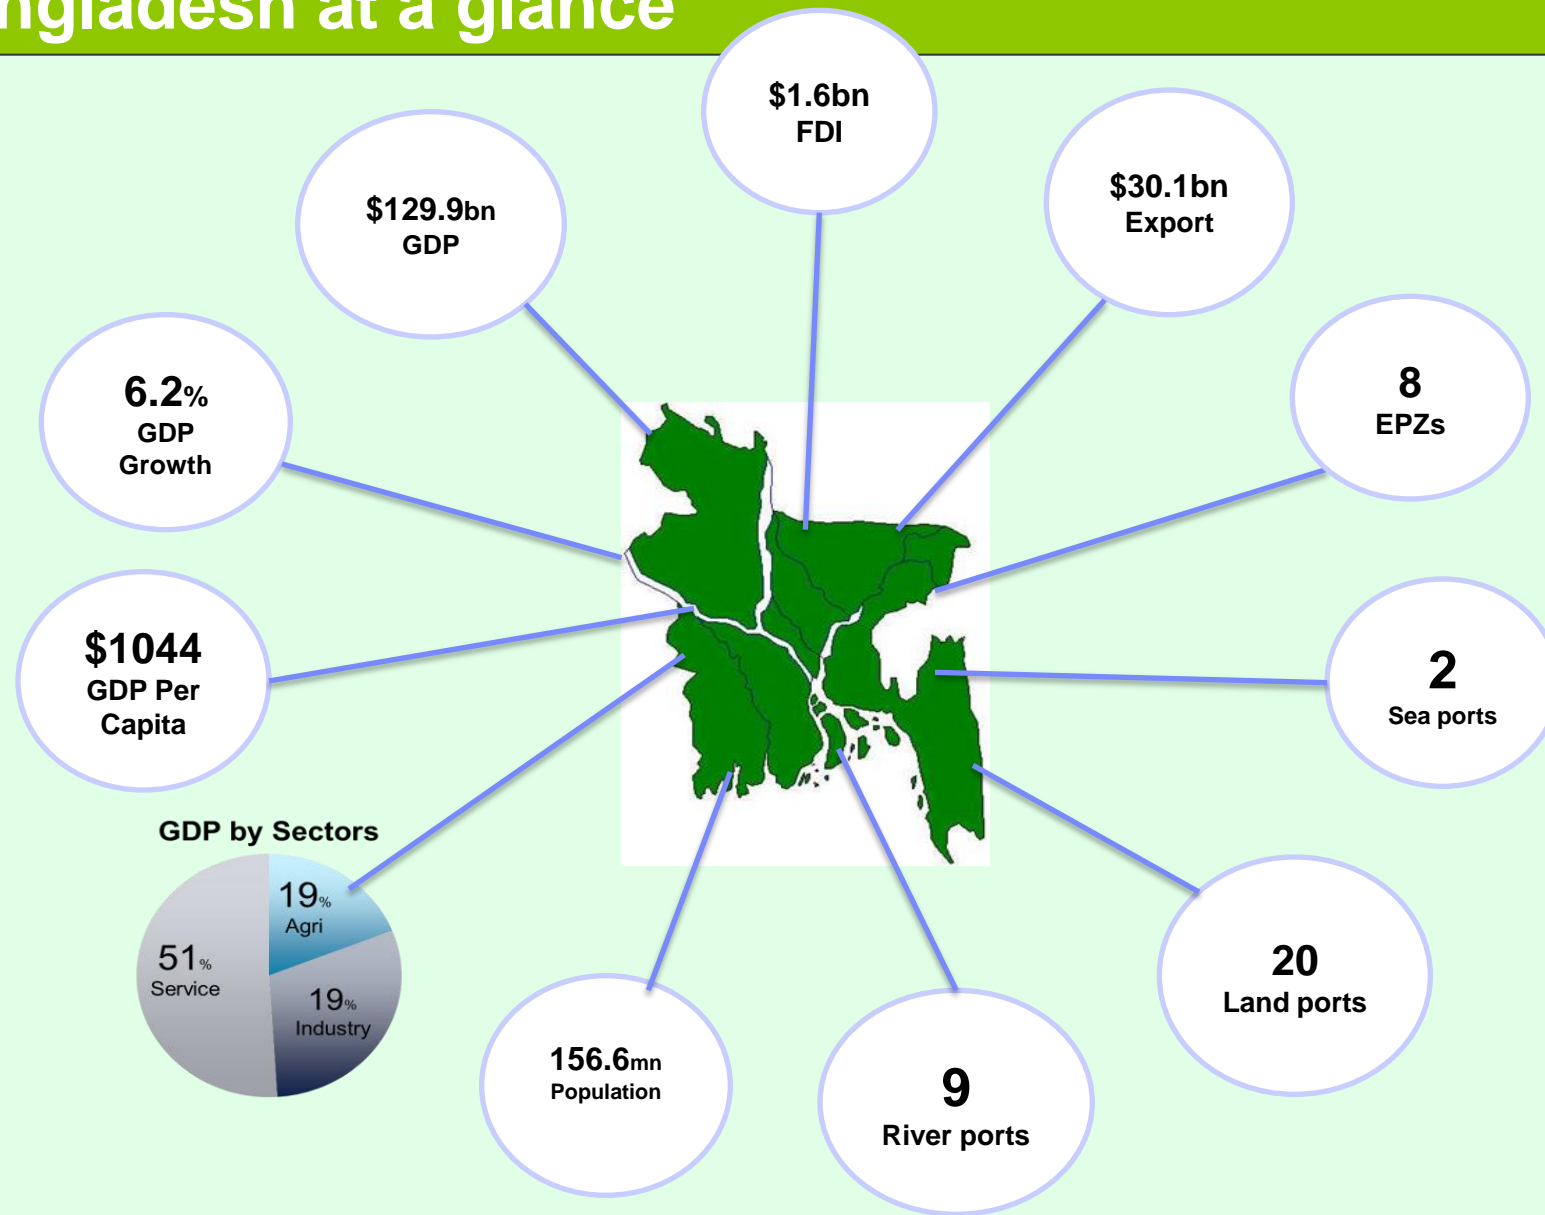 ngladesh at a glance
$1.6bn
FDI
$30.1bn
Export
$129.9bn
GDP
6.2%
GDP
Growth
8
EPZs
$1044
GDP Per
Capita
2
Sea ports
GDP by Sectors
19%
Agri
51%
Service
19%
Industry
20
Land ports
156.6mn
Population
9
River ports